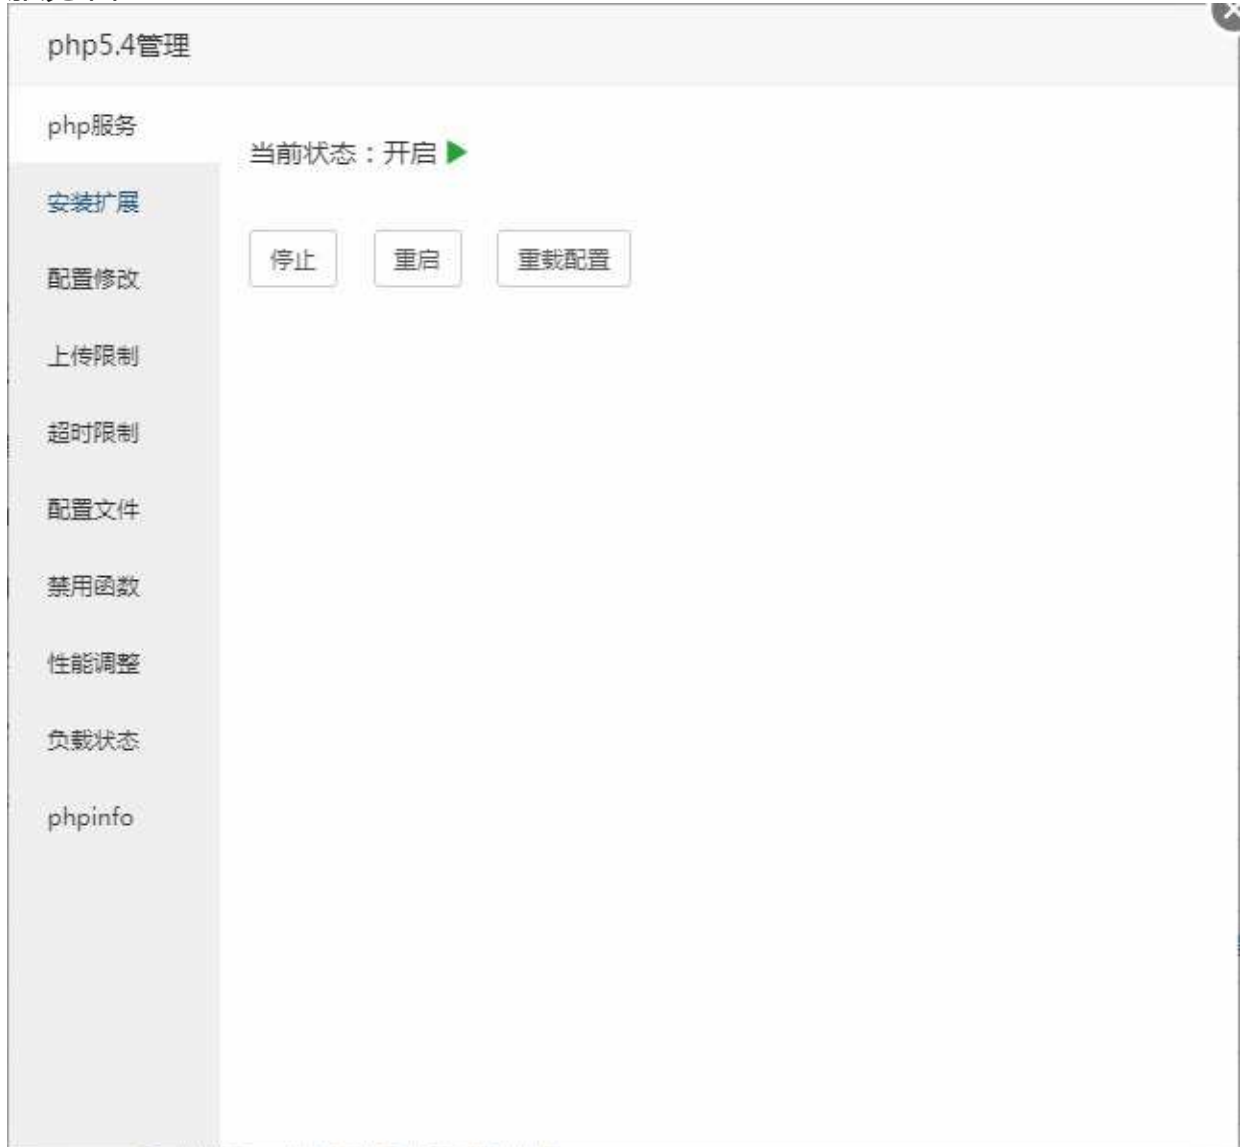 php5.4管理
php服务
当前状态：开启
安装扩展
停止 重启 重载配置
配置修改
上传限制
超时限制
配置文件
禁用函数
性能调整
负载状态
phpinfo